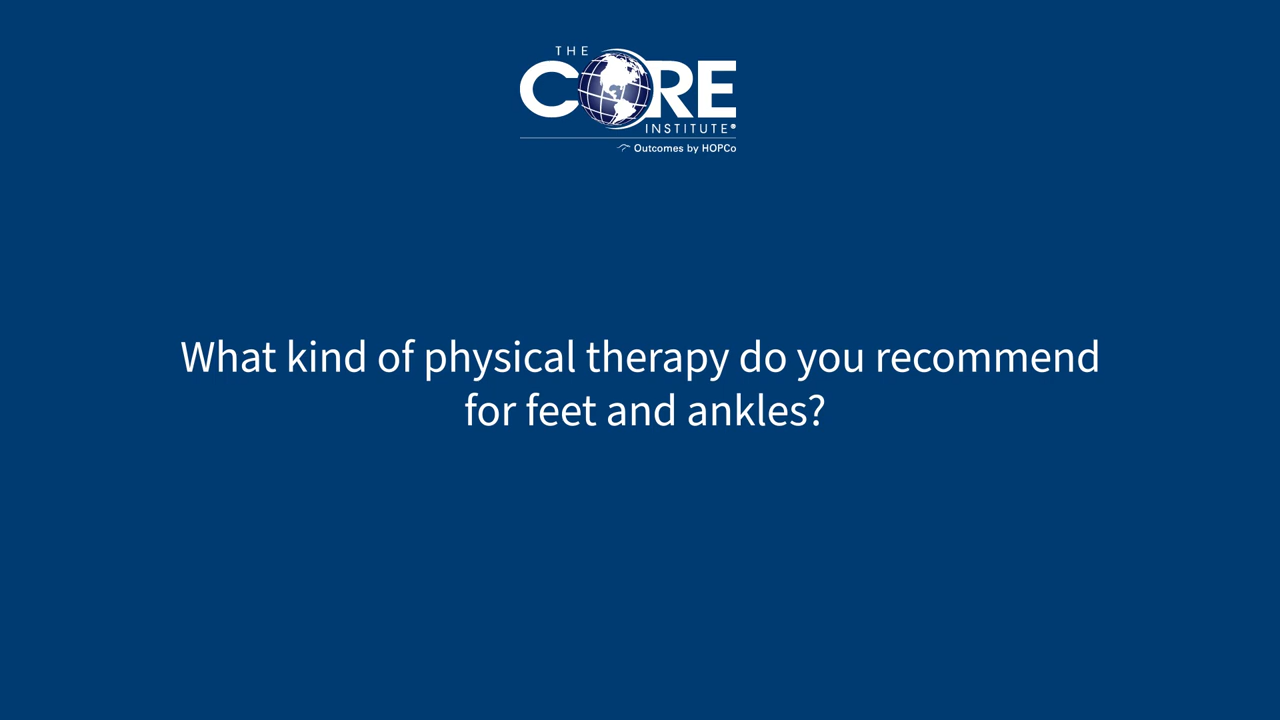 THE
CORE
INSTITUTE®
Outcomes by HOPCo
What kind of physical therapy do you recommend
for feet and ankles?